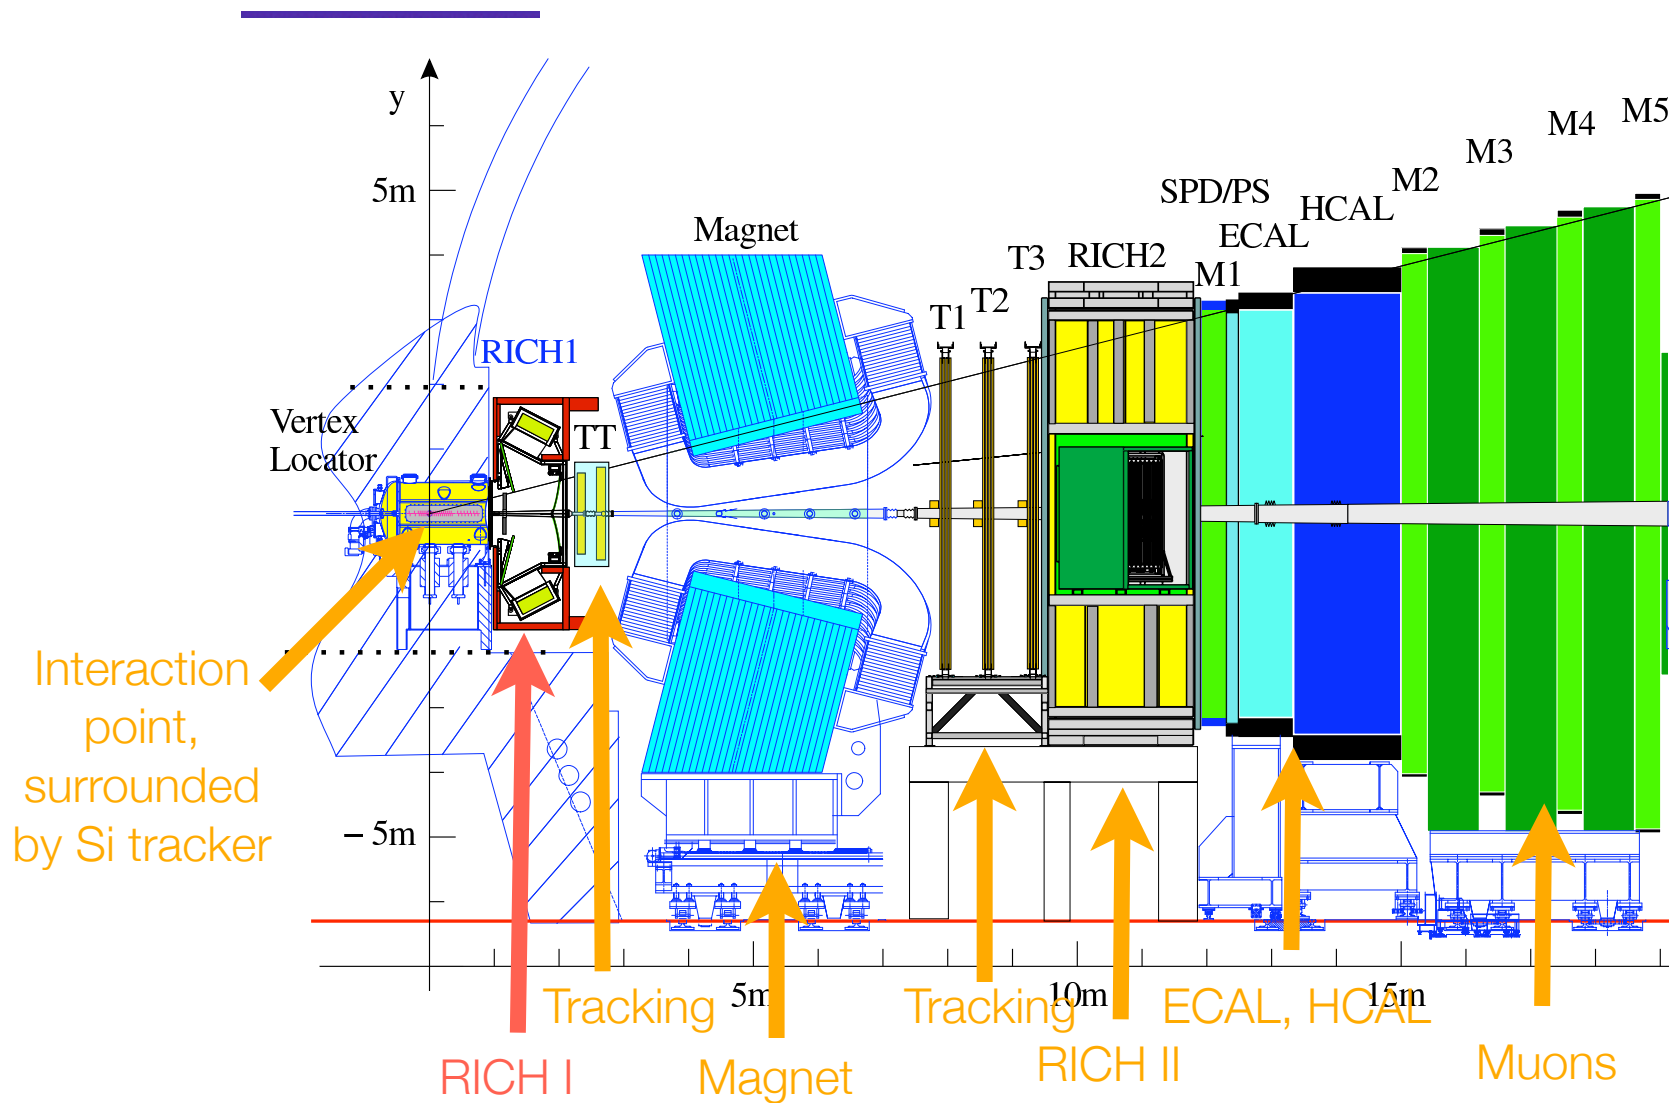 y
5m
Magnet
RICH1
Vertex
Locator
TT
T1
T2
T3
RICH2
M1
SPD/PS
ECAL
HCAL
M2
M3
M4
M5
Interaction
point,
surrounded
by Si tracker
– 5m
5m
10m
15m
RICH I
Tracking
Magnet
Tracking
RICH II
ECAL, HCAL
Muons